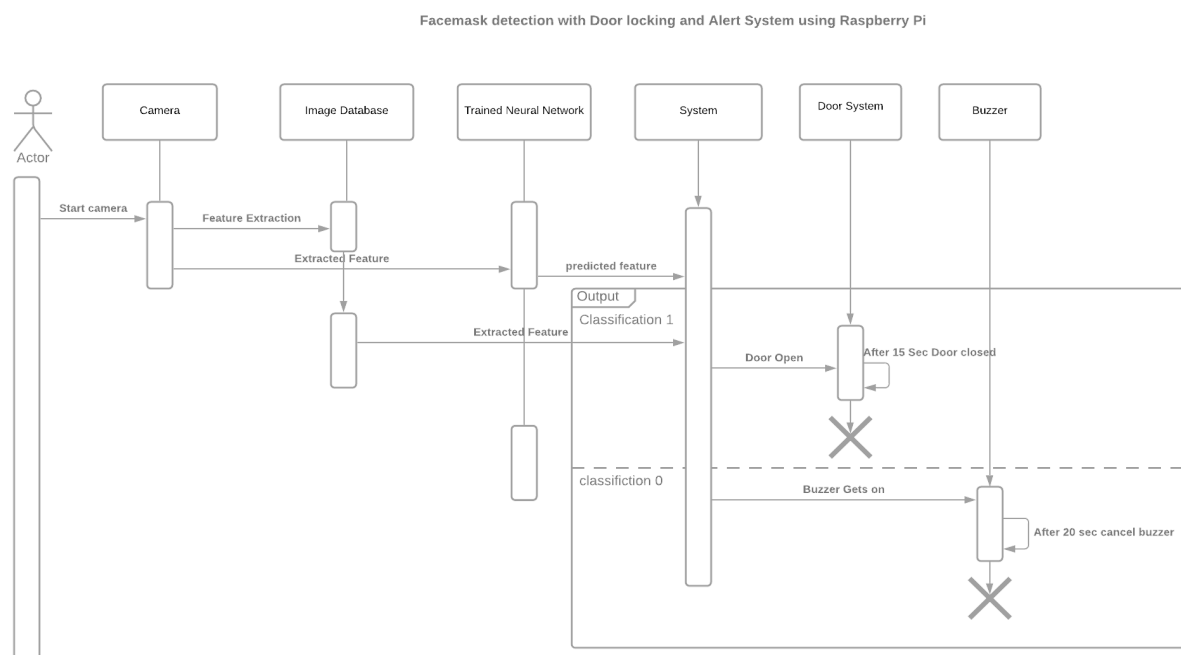 Facemask detection with Door locking and Alert System using Raspberry Pi
Camera
Image Database
Trained Neural Network
System
Door System
Buzzer
Actor
Start camera
Feature Extraction
Extracted Feature
predicted feature
Output
Classification 1
Extracted Feature
After 15 Sec Door closed
Door Open
classifiction 0
Buzzer Gets on
After 20 sec cancel buzzer